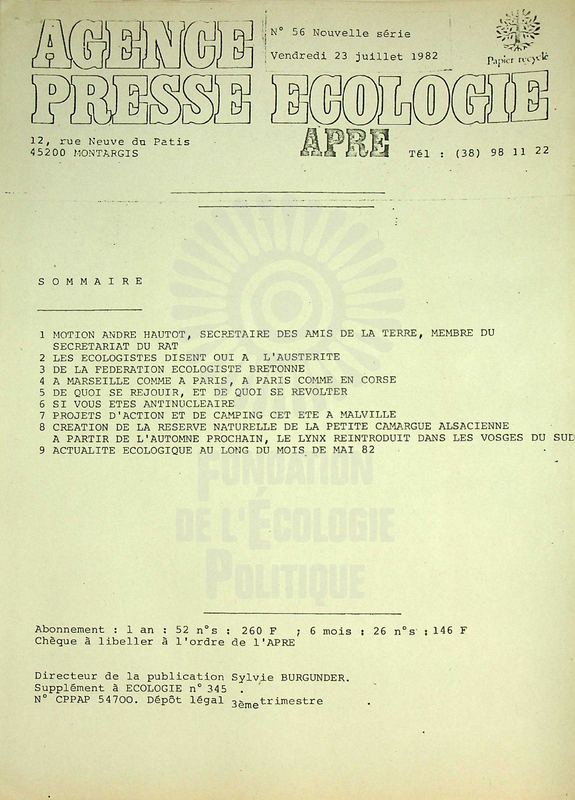 AGENCE
PRESSE ECOLOGIE
N° 56 Nouvelle série
Vendredi 23 juillet 1982
Papier recyclé
APRE
12, rue Neuve du Patis
45200 MONTARGIS
Tél : (38) 98 11 22
SOMMAIRE
1 MOTION ANDRE HAUTOT, SECRETAIRE DES AMIS DE LA TERRE, MEMBRE DU
SECRETARIAT DU RAT
2 LES ECOLOGISTES DISENT OUI A L'AUSTERITE
3 DE LA FEDERATION ECOLOGISTE BRETONNE
4 A MARSEILLE COMME A PARIS, A PARIS COMME EN CORSE
5 DE QUOI SE REJOUIR, ET DE QUOI SE REVOLTER
6 SI VOUS ETES ANTINUCLEAIRE
7 PROJETS D'ACTION ET DE CAMPING CET ETE A MALVILLE
8 CREATION DE LA RESERVE NATURELLE DE LA PETITE CAMARGUE ALSACIENNE
A PARTIR DE L'AUTOMNE PROCHAIN, LE LYNX REINTRODUIT DANS LES VOSGES DU SUD
9 ACTUALITE ECOLOGIQUE AU LONG DU MOIS DE MAI 82
FONDATION
DE L'ÉCOLOGIE
POLITIQUE
Abonnement : 1 an : 52 n°s : 260 F ; 6 mois : 26 n°s : 146 F
Chèque à libeller à l'ordre de l'APRE
Directeur de la publication Sylvie BURGUNDER.
Supplément à ECOLOGIE n° 345 .
N° CPPAP 54700. Dépôt légal 3ème trimestre .